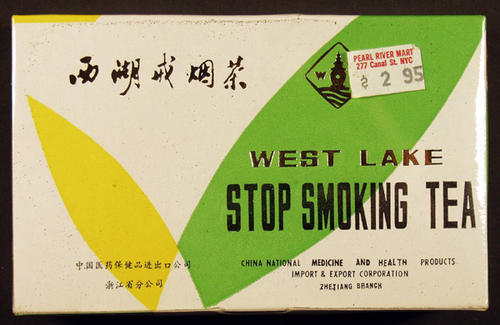 西湖戒烟茶
W
PEARL RIVER MART
277 Canal St. NYC
$ 2 95
WEST LAKE
STOP SMOKING TEA
中国医药保健品进出口公司
浙江省分公司
CHINA NATIONAL MEDICINE AND HEALTH PRODUCTS
IMPORT & EXPORT CORPORATION
ZHEJIANG BRANCH